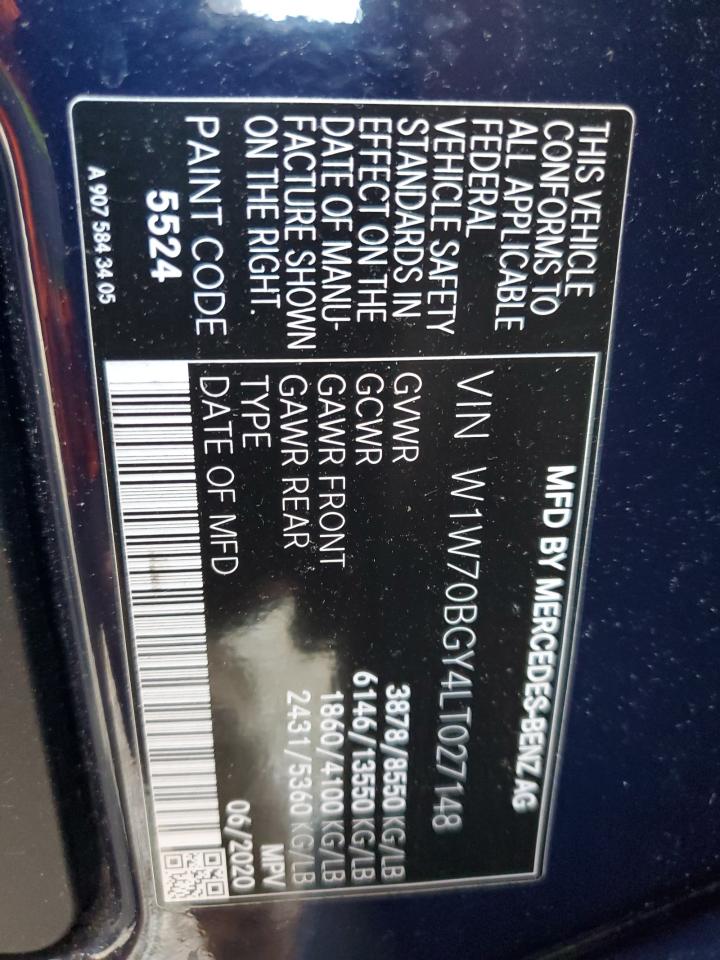 THIS VEHICLE
CONFORMS TO
ALL APPLICABLE
FEDERAL
VEHICLE SAFETY
STANDARDS IN
EFFECT ON THE
DATE OF MANU-
FACTURE SHOWN
ON THE RIGHT.
PAINT CODE
5524
A 907 584 34 05
MFD BY MERCEDES-BENZ AG
VIN W1W70BGY4LT027148
GVWR 3878/8550 KG/LB
GCWR 6146/13550 KG/LB
GAWR FRONT 1860/4100 KG/LB
GAWR REAR 2431/5360 KG/LB
TYPE MPV
DATE OF MFD 06/2020